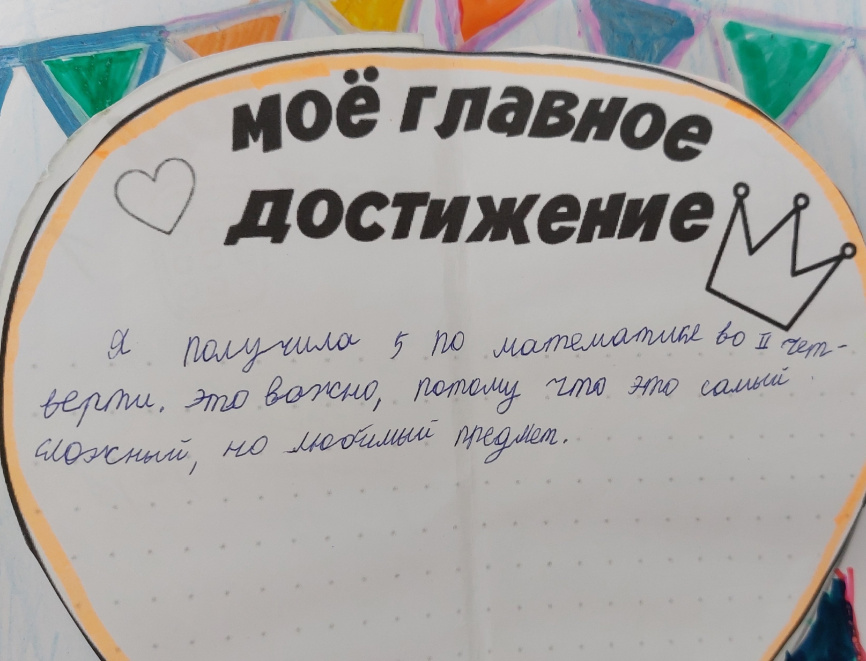 моё главное
достижение
Я получила 5 по математике во II чет-
верти. Это важно, потому что это самый
сложный, но любимый предмет.